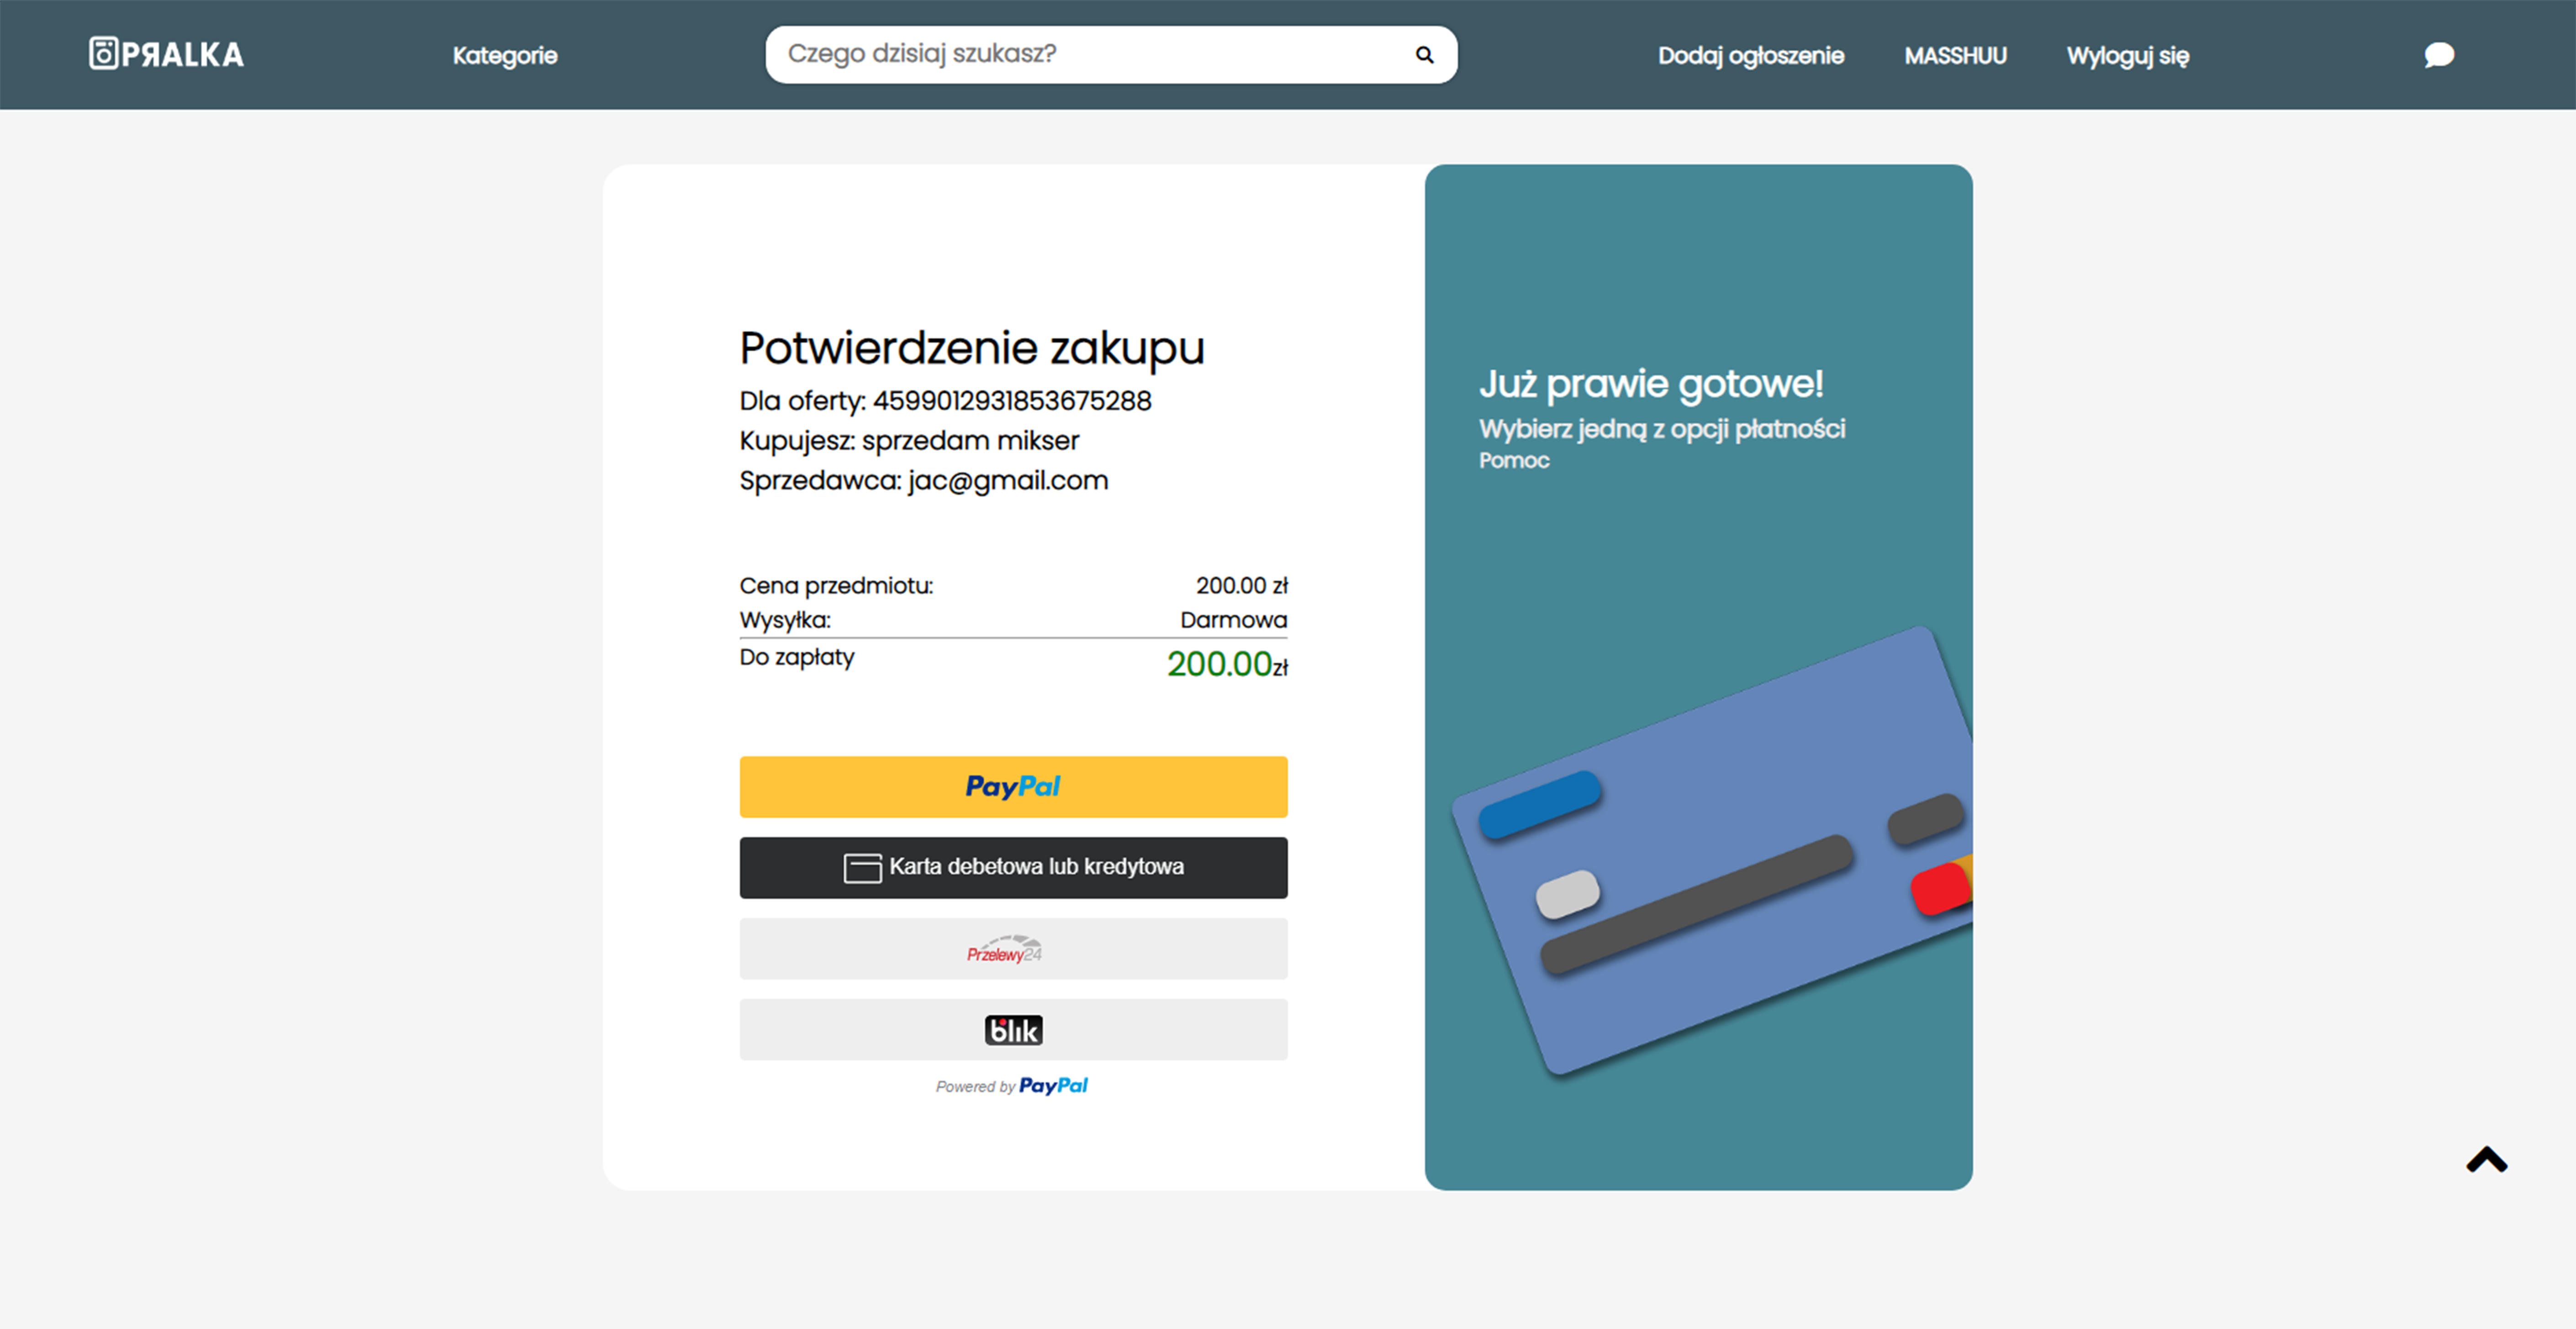 PЯALKA
Kategorie
Czego dzisiaj szukasz?
Dodaj ogłoszenie
MASSHUU
Wyloguj się
Potwierdzenie zakupu
Dla oferty: 4599012931853675288
Kupujesz: sprzedam mikser
Sprzedawca: jac@gmail.com
Cena przedmiotu: 200.00 zł
Wysyłka: Darmowa
Do zapłaty 200.00zł
PayPal
Karta debetowa lub kredytowa
Przelewy24
blik
Powered by PayPal
Już prawie gotowe!
Wybierz jedną z opcji płatności
Pomoc